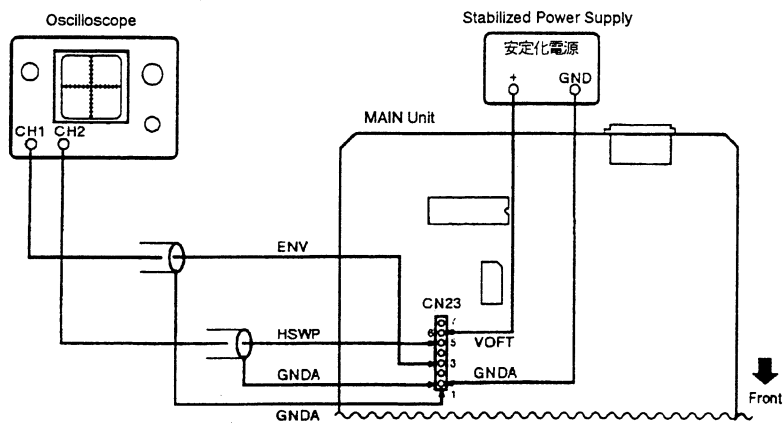 Oscilloscope
Stabilized Power Supply
安定化電源
+ GND
MAIN Unit
CH1 CH2
ENV
CN23
7
6
HSWP
5
VOFT
3
GNDA
GNDA
1
GNDA
Front